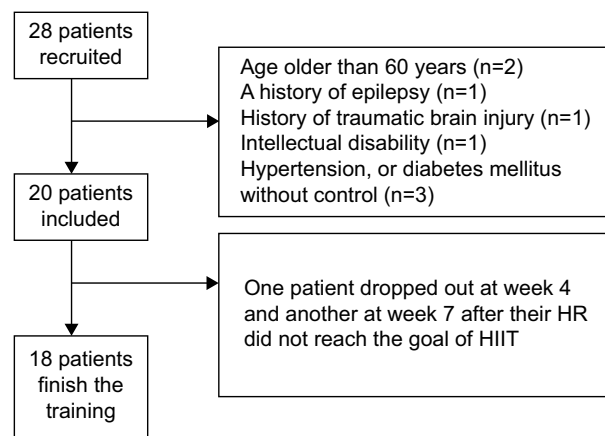 28 patients
recruited
Age older than 60 years (n=2)
A history of epilepsy (n=1)
History of traumatic brain injury (n=1)
Intellectual disability (n=1)
Hypertension, or diabetes mellitus
without control (n=3)
20 patients
included
One patient dropped out at week 4
and another at week 7 after their HR
did not reach the goal of HIIT
18 patients
finish the
training